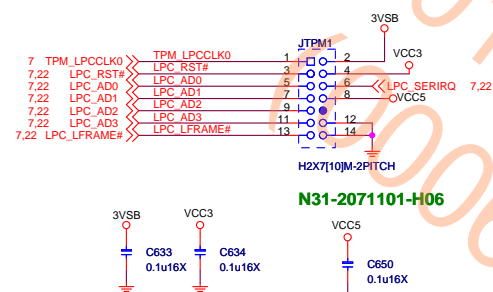 3VSB
JTPM1
VCC3
7 TPM_LPCCLK0 TPM_LPCCLK0 1 2
7,22 LPC_RST# LPC_RST# 3 4
7,22 LPC_AD0 LPC_AD0 5 6 LPC_SERIRQ 7,22
7,22 LPC_AD1 LPC_AD1 7 8 VCC5
7,22 LPC_AD2 LPC_AD2 9
7,22 LPC_AD3 LPC_AD3 11 12
7,22 LPC_LFRAME# LPC_LFRAME# 13 14
H2X7[10]M-2PITCH
N31-2071101-H06
3VSB VCC3 VCC5
C633 C634 C650
0.1u16X 0.1u16X 0.1u16X